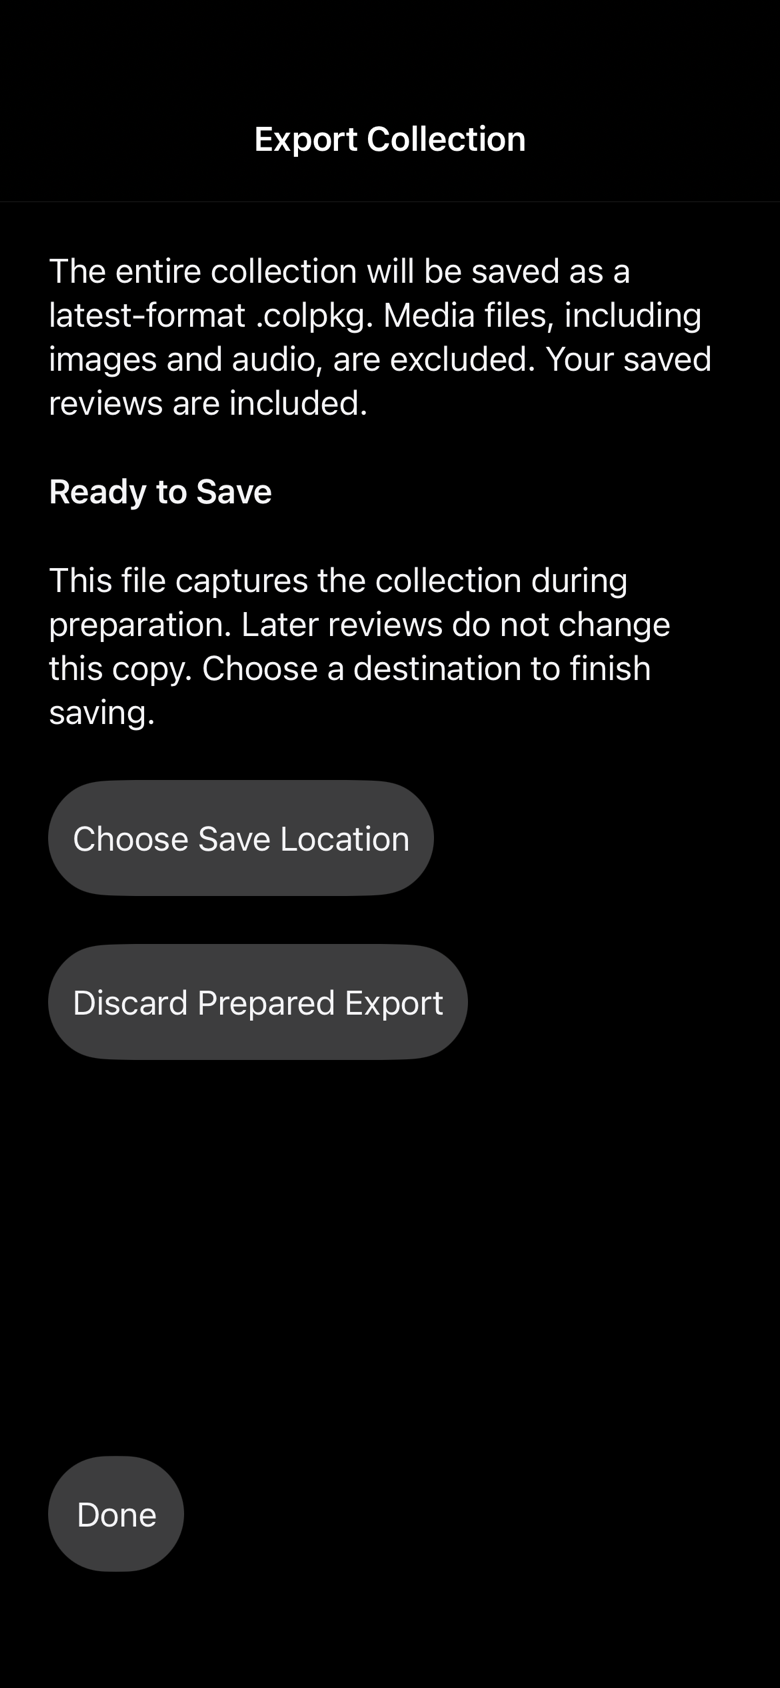 Export Collection
The entire collection will be saved as a
latest-format .colpkg. Media files, including
images and audio, are excluded. Your saved
reviews are included.
Ready to Save
This file captures the collection during
preparation. Later reviews do not change
this copy. Choose a destination to finish
saving.
Choose Save Location
Discard Prepared Export
Done